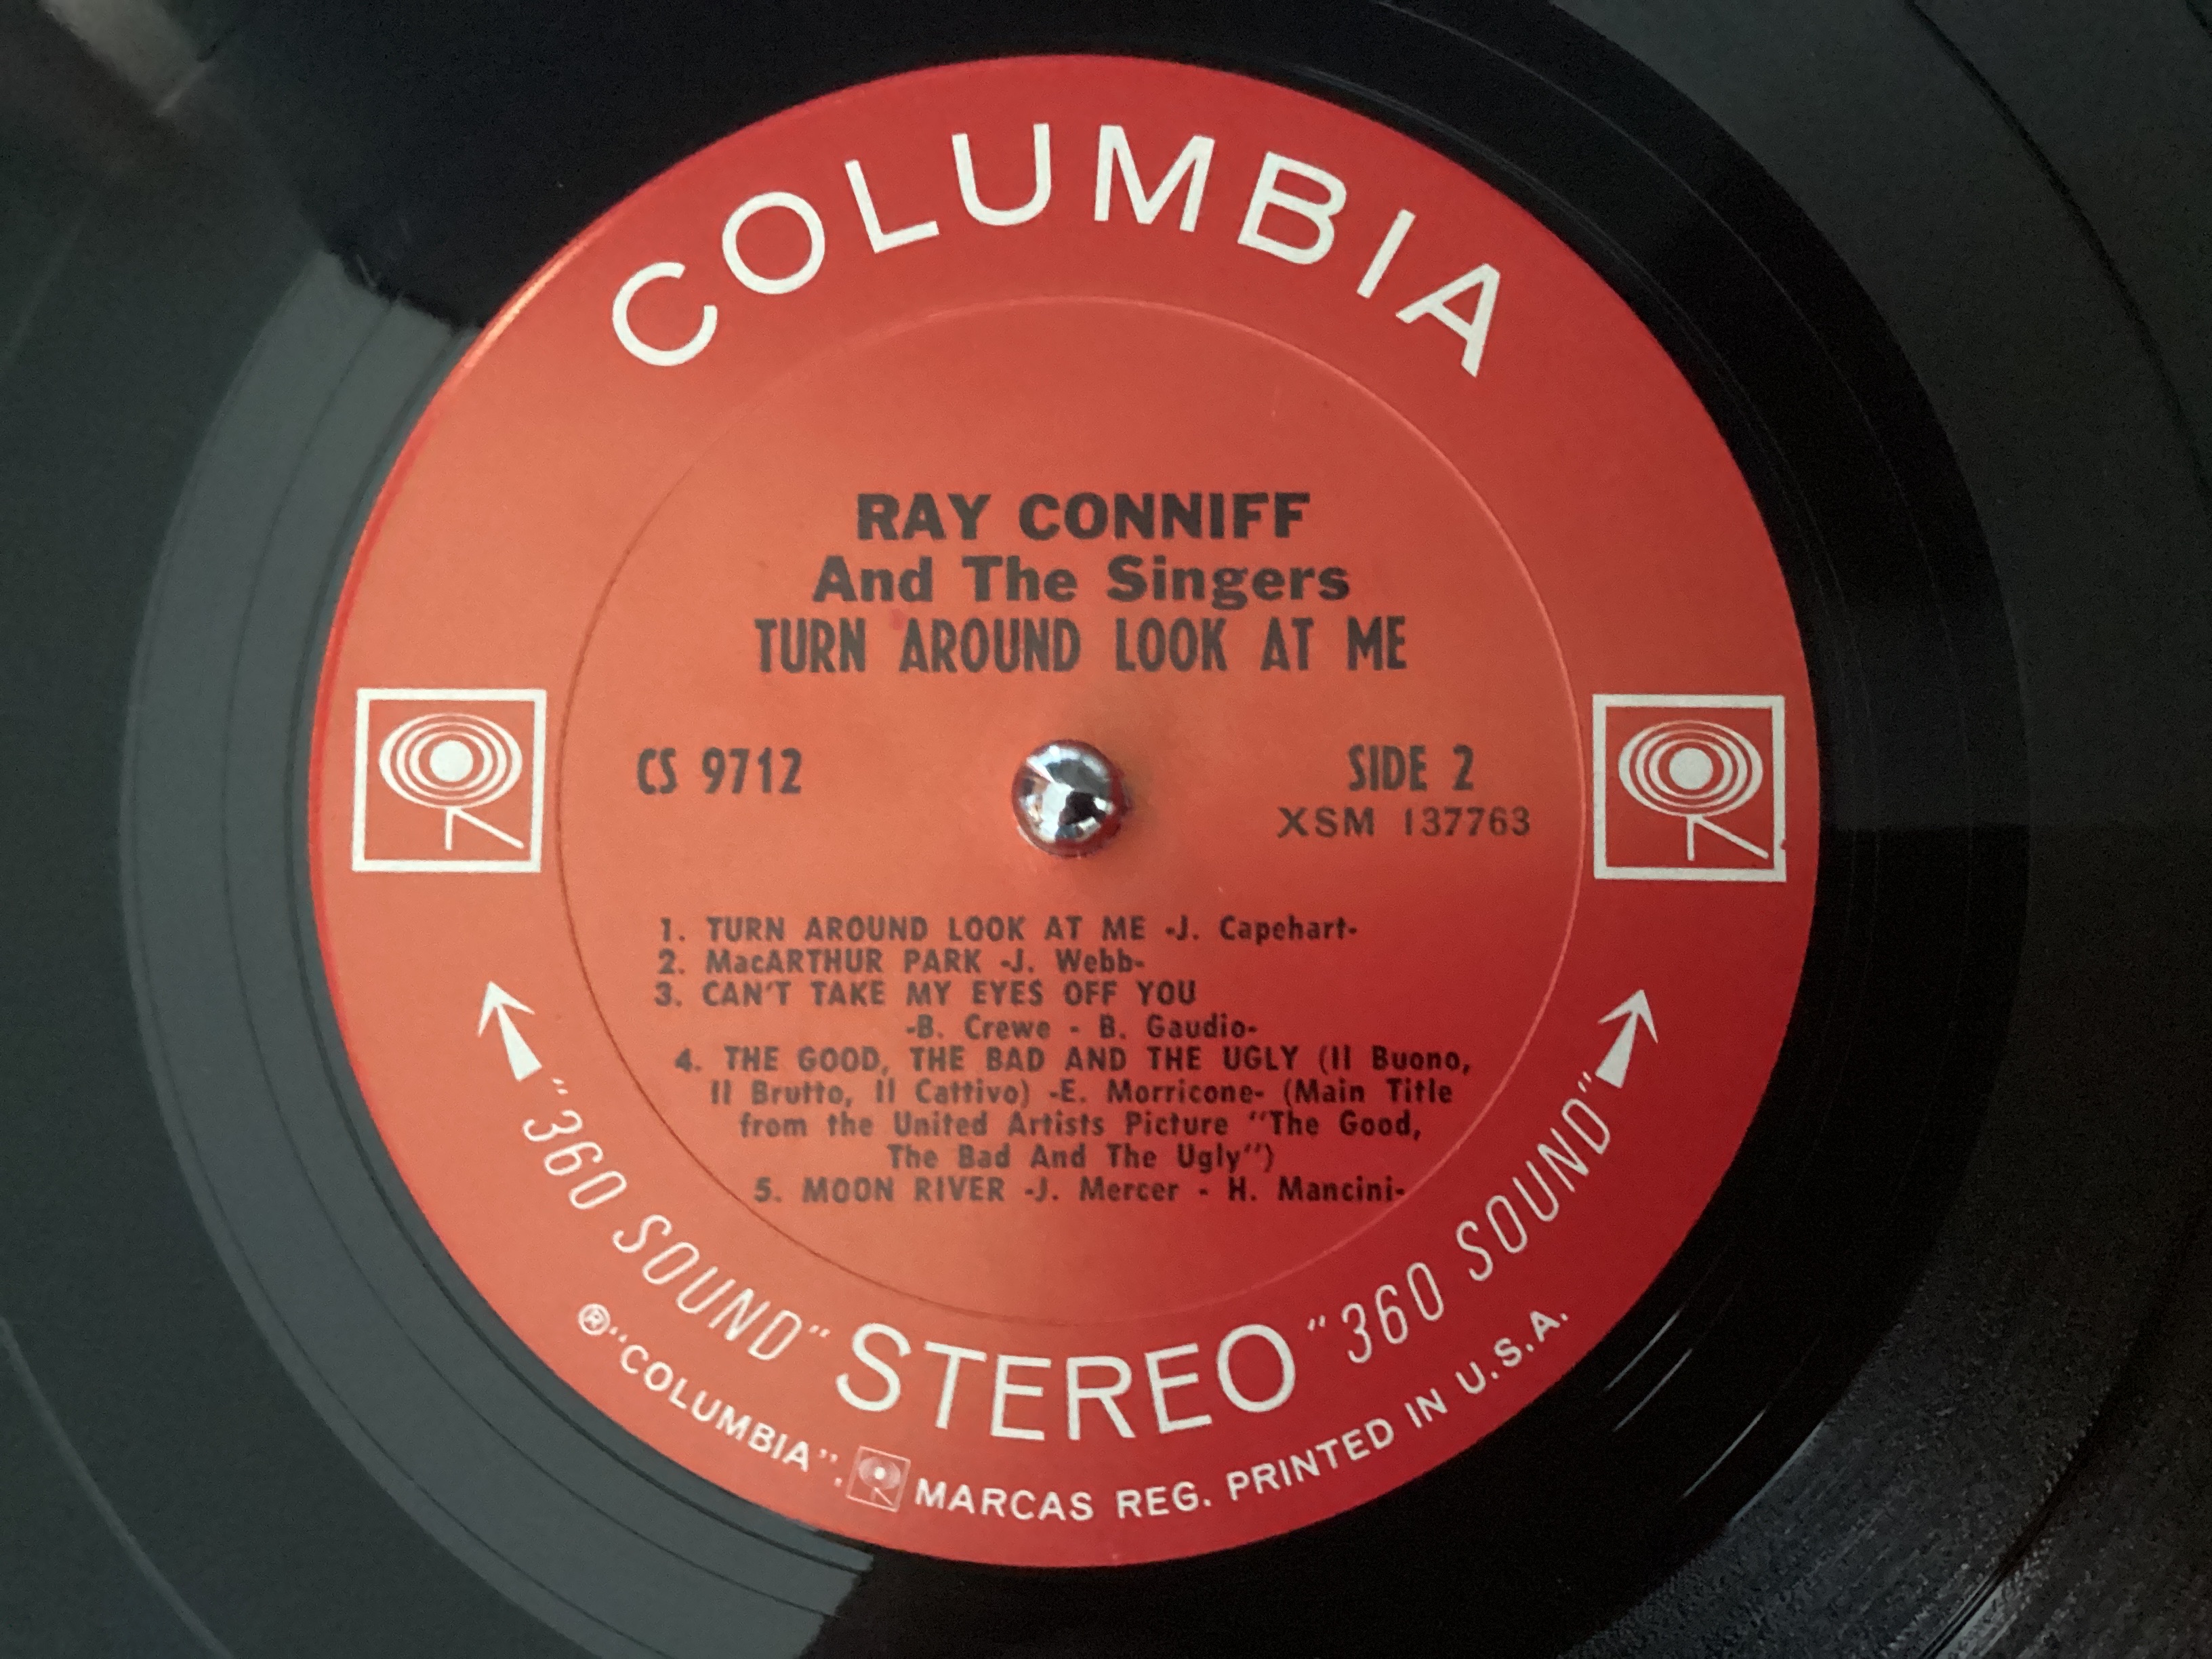 COLUMBIA
RAY CONNIFF
And The Singers
TURN AROUND LOOK AT ME
CS 9712
SIDE 2
XSM 137763
1. TURN AROUND LOOK AT ME -J. Capehart-
2. MacARTHUR PARK -J. Webb-
3. CAN'T TAKE MY EYES OFF YOU
-B. Crewe - B. Gaudio-
4. THE GOOD, THE BAD AND THE UGLY (Il Buono,
Il Brutto, Il Cattivo) -E. Morricone- (Main Title
from the United Artists Picture "The Good,
The Bad And The Ugly")
5. MOON RIVER -J. Mercer - H. Mancini-
"360 SOUND" STEREO "360 SOUND"
® "COLUMBIA". MARCAS REG. PRINTED IN U.S.A.